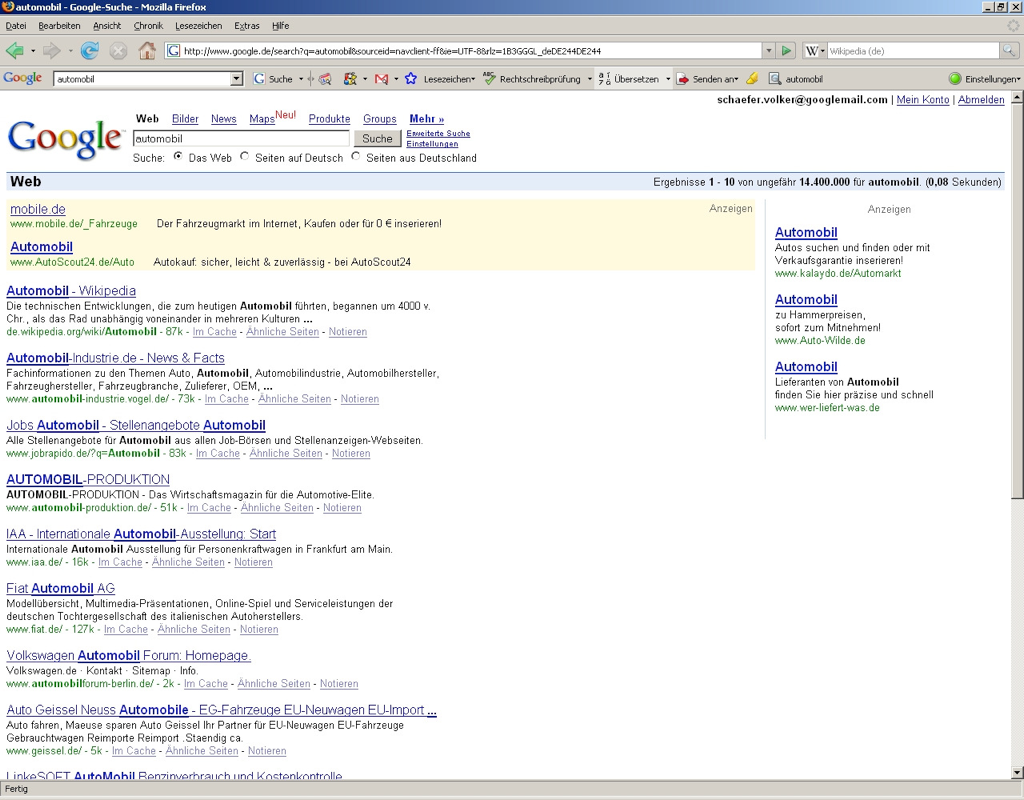 automobil - Google-Suche - Mozilla Firefox
Datei Bearbeiten Ansicht Chronik Lesezeichen Extras Hilfe
http://www.google.de/search?q=automobil&sourceid=navclient-ff&ie=UTF-8&rlz=1B3GGGL_deDE244DE244 Wikipedia (de)
Google automobil Suche Lesezeichen Rechtschreibprüfung Übersetzen Senden an automobil Einstellungen
schaefer.volker@googlemail.com | Mein Konto | Abmelden
Web Bilder News Maps Neu! Produkte Groups Mehr »
Google automobil Suche Erweiterte Suche
Einstellungen
Suche: Das Web Seiten auf Deutsch Seiten aus Deutschland
Web Ergebnisse 1 - 10 von ungefähr 14.400.000 für automobil. (0,08 Sekunden)
mobile.de Anzeigen
www.mobile.de/_Fahrzeuge Der Fahrzeugmarkt im Internet, Kaufen oder für 0 € inserieren!
Automobil
www.AutoScout24.de/Auto Autokauf: sicher, leicht & zuverlässig - bei AutoScout24
Automobil - Wikipedia
Die technischen Entwicklungen, die zum heutigen Automobil führten, begannen um 4000 v.
Chr., als das Rad unabhängig voneinander in mehreren Kulturen ...
de.wikipedia.org/wiki/Automobil - 87k - Im Cache - Ähnliche Seiten - Notieren
Automobil-Industrie.de - News & Facts
Fachinformationen zu den Themen Auto, Automobil, Automobilindustrie, Automobilhersteller,
Fahrzeughersteller, Fahrzeugbranche, Zulieferer, OEM, ...
www.automobil-industrie.vogel.de/ - 73k - Im Cache - Ähnliche Seiten - Notieren
Jobs Automobil - Stellenangebote Automobil
Alle Stellenangebote für Automobil aus allen Job-Börsen und Stellenanzeigen-Webseiten.
www.jobrapido.de/?q=Automobil - 83k - Im Cache - Ähnliche Seiten - Notieren
AUTOMOBIL-PRODUKTION
AUTOMOBIL-PRODUKTION - Das Wirtschaftsmagazin für die Automotive-Elite.
www.automobil-produktion.de/ - 51k - Im Cache - Ähnliche Seiten - Notieren
IAA - Internationale Automobil-Ausstellung: Start
Internationale Automobil Ausstellung für Personenkraftwagen in Frankfurt am Main.
www.iaa.de/ - 16k - Im Cache - Ähnliche Seiten - Notieren
Fiat Automobil AG
Modellübersicht, Multimedia-Präsentationen, Online-Spiel und Serviceleistungen der
deutschen Tochtergesellschaft des italienischen Autoherstellers.
www.fiat.de/ - 127k - Im Cache - Ähnliche Seiten - Notieren
Volkswagen Automobil Forum: Homepage.
Volkswagen.de · Kontakt · Sitemap · Info.
www.automobilforum-berlin.de/ - 2k - Im Cache - Ähnliche Seiten - Notieren
Auto Geissel Neuss Automobile - EG-Fahrzeuge EU-Neuwagen EU-Import ...
Auto fahren, Maeuse sparen Auto Geissel Ihr Partner für EU-Neuwagen EU-Fahrzeuge
Gebrauchtwagen Reimporte Reimport .Staendig ca.
www.geissel.de/ - 5k - Im Cache - Ähnliche Seiten - Notieren
LinkeSOFT AutoMobil Benzinverbrauch und Kostenkontrolle
Anzeigen
Automobil
Autos suchen und finden oder mit
Verkaufsgarantie inserieren!
www.kalaydo.de/Automarkt
Automobil
zu Hammerpreisen,
sofort zum Mitnehmen!
www.Auto-Wilde.de
Automobil
Lieferanten von Automobil
finden Sie hier präzise und schnell
www.wer-liefert-was.de
Fertig